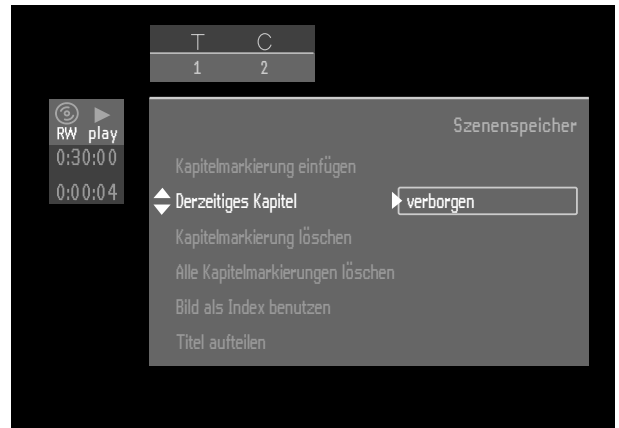 T C
1 2
RW play
0:30:00
0:00:04
Szenenspeicher
Kapitelmarkierung einfügen
Derzeitiges Kapitel verborgen
Kapitelmarkierung löschen
Alle Kapitelmarkierungen löschen
Bild als Index benutzen
Titel aufteilen